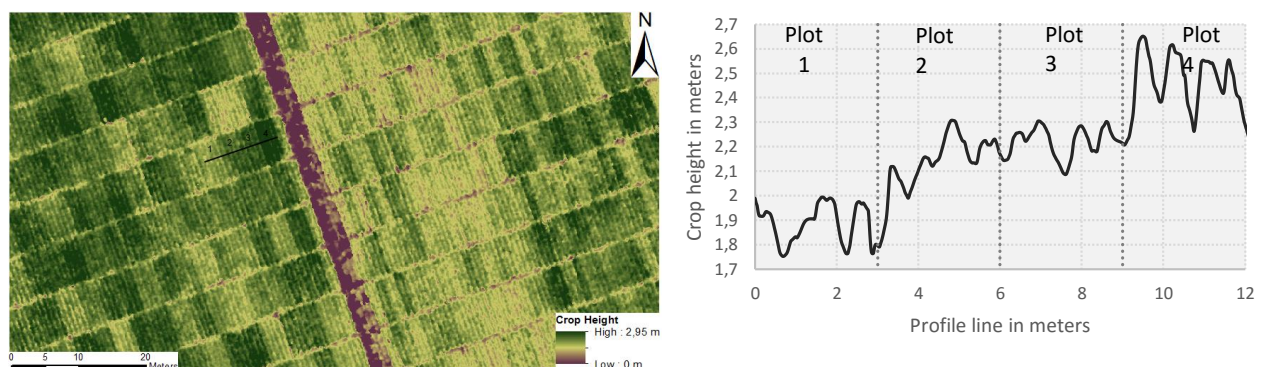 N
1
4
0 5 10 20
Meters
Crop Height
High : 2,95 m
Low : 0 m
Crop height in meters
2,7
2,6
2,5
2,4
2,3
2,2
2,1
2
1,9
1,8
1,7
Plot 1
Plot 2
Plot 3
Plot 4
0 2 4 6 8 10 12
Profile line in meters